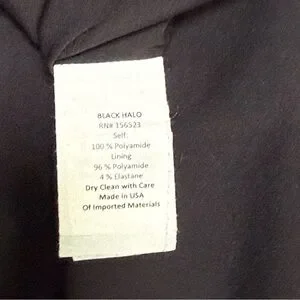 BLACK HALO
RN# 156523
Self:
100 % Polyamide
Lining
96 % Polyamide
4 % Elastane
Dry Clean with Care
Made in USA
Of Imported Materials